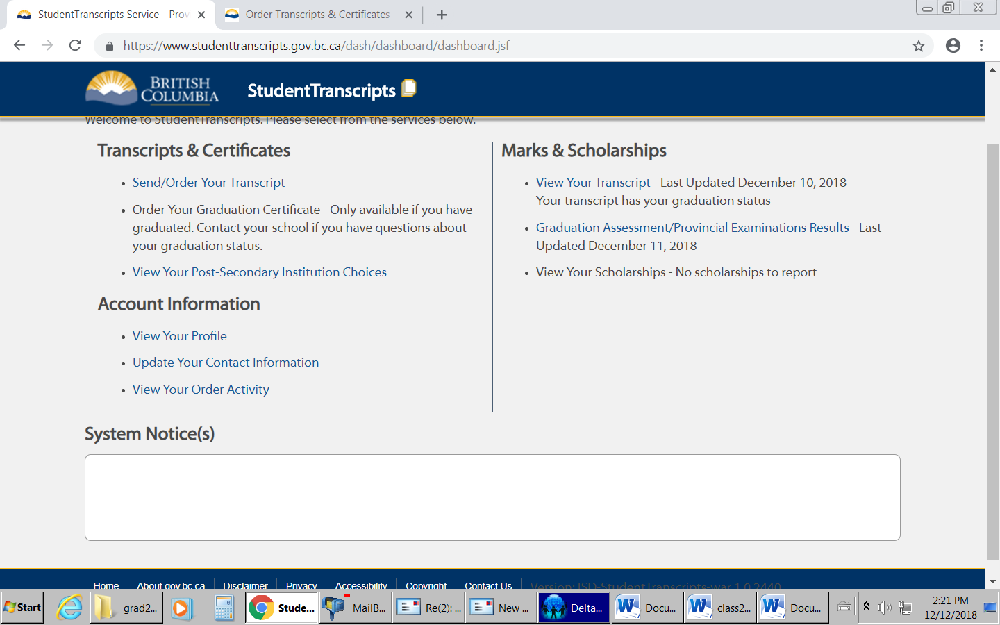 StudentTranscripts Service - Prov
Order Transcripts & Certificates -
https://www.studenttranscripts.gov.bc.ca/dash/dashboard/dashboard.jsf
BRITISH
COLUMBIA
StudentTranscripts
Welcome to StudentTranscripts. Please select from the services below.
Transcripts & Certificates
Send/Order Your Transcript
Order Your Graduation Certificate - Only available if you have
graduated. Contact your school if you have questions about
your graduation status.
View Your Post-Secondary Institution Choices
Account Information
View Your Profile
Update Your Contact Information
View Your Order Activity
Marks & Scholarships
View Your Transcript - Last Updated December 10, 2018
Your transcript has your graduation status
Graduation Assessment/Provincial Examinations Results - Last
Updated December 11, 2018
View Your Scholarships - No scholarships to report
System Notice(s)
Home About gov.bc.ca Disclaimer Privacy Accessibility Copyright Contact Us Version: ISD-StudentTranscripts-war 1.0.2440
Start grad2... Stude... MailB... Re(2): ... New ... Delta... Docu... class2... Docu... 2:21 PM
12/12/2018